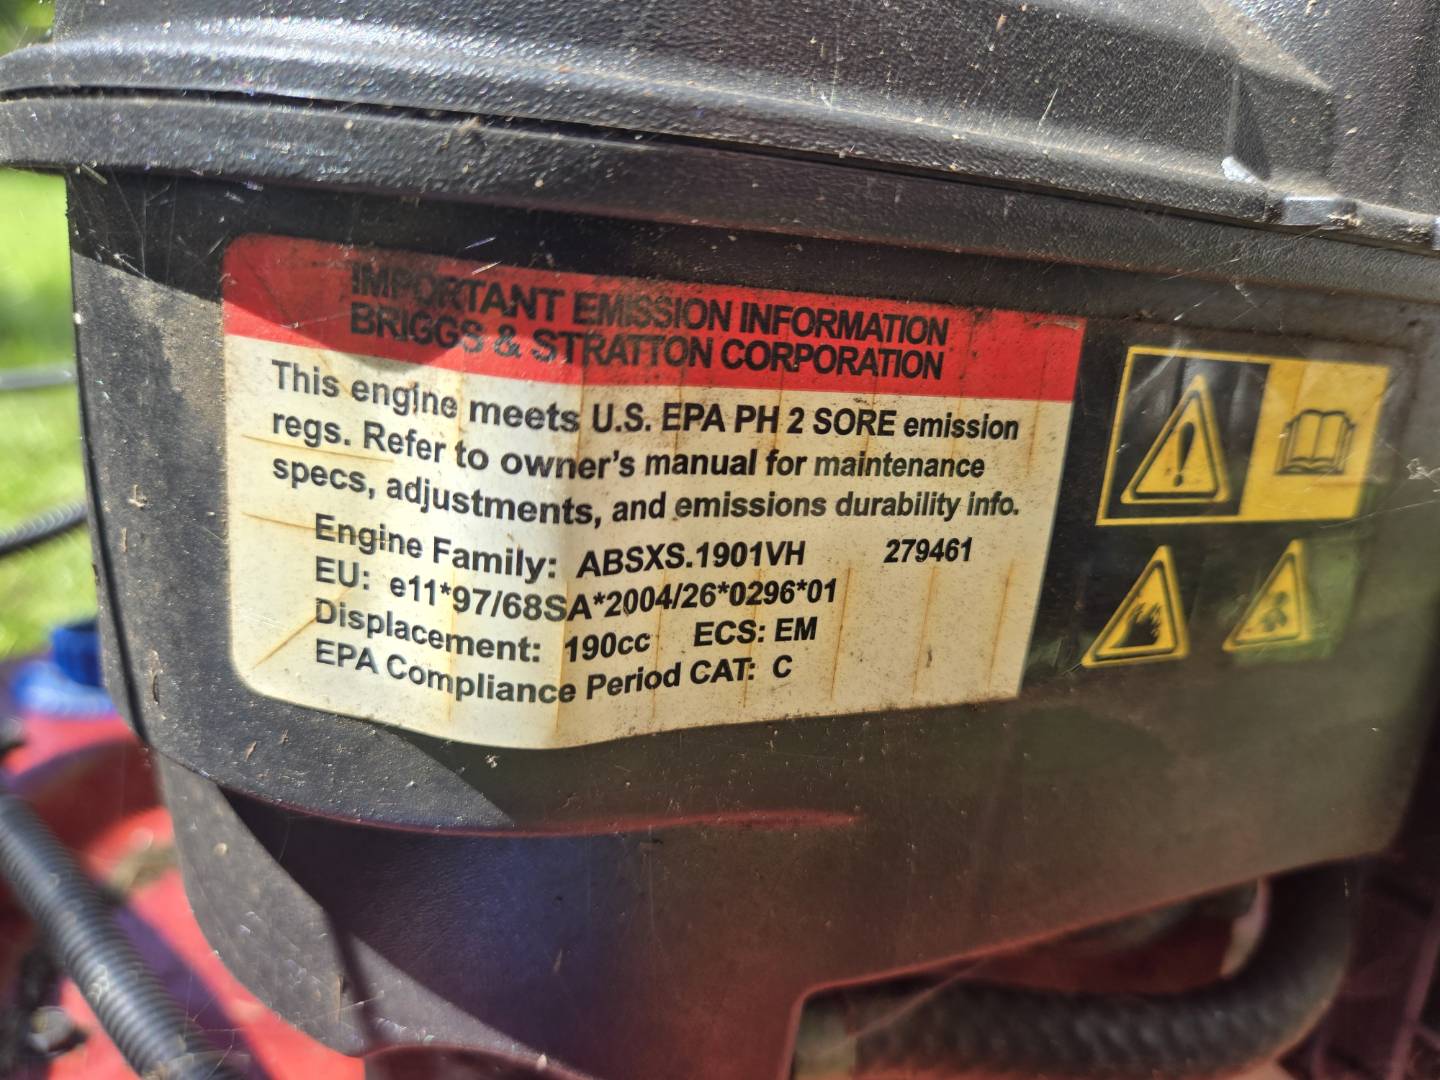 IMPORTANT EMISSION INFORMATION
BRIGGS & STRATTON CORPORATION
This engine meets U.S. EPA PH 2 SORE emission
regs. Refer to owner's manual for maintenance
specs, adjustments, and emissions durability info.
Engine Family: ABSXS.1901VH 279461
EU: e11*97/68SA*2004/26*0296*01
Displacement: 190cc ECS: EM
EPA Compliance Period CAT: C